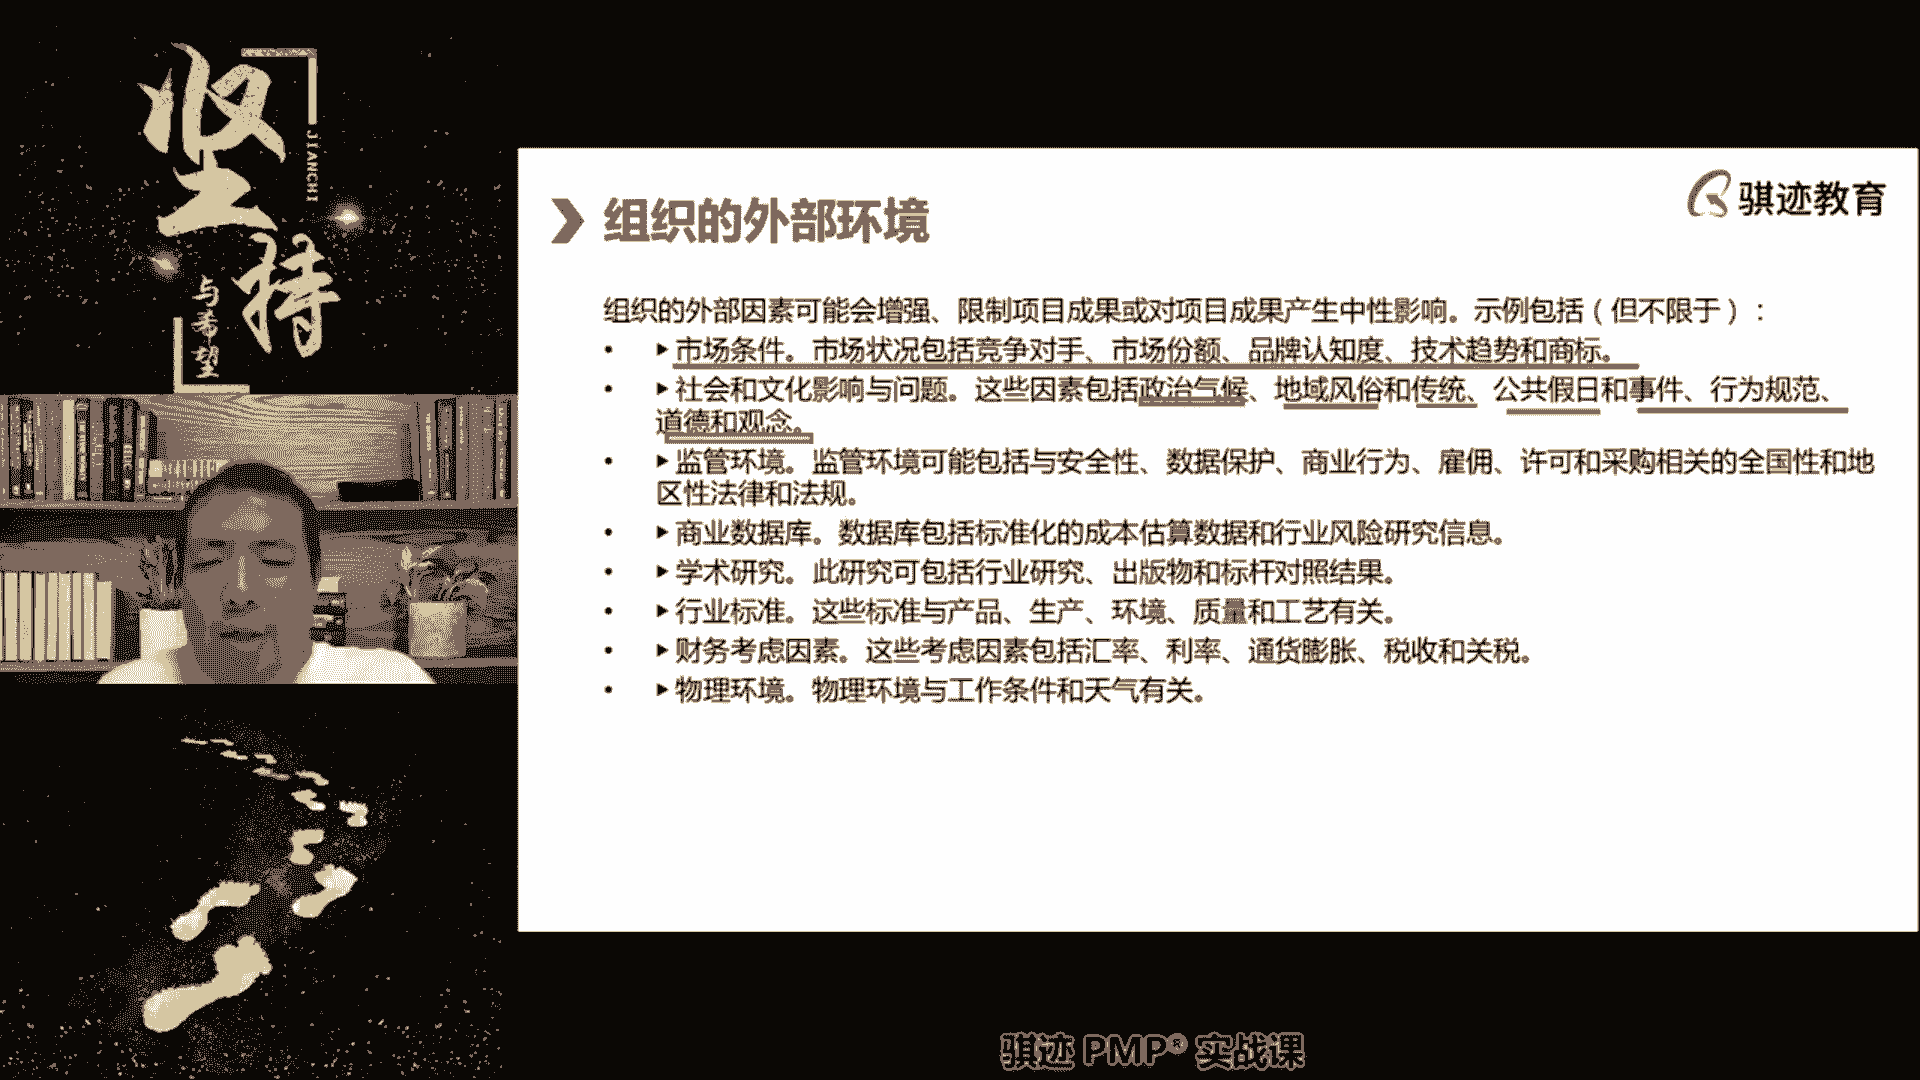 坚持
JIANCHI
与希望
骐迹教育
组织的外部环境
组织的外部因素可能会增强、限制项目成果或对项目成果产生中性影响。示例包括（但不限于）：
• ▶市场条件。市场状况包括竞争对手、市场份额、品牌认知度、技术趋势和商标。
• ▶社会和文化影响与问题。这些因素包括政治气候、地域风俗和传统、公共假日和事件、行为规范、
道德和观念。
• ▶监管环境。监管环境可能包括与安全性、数据保护、商业行为、雇佣、许可和采购相关的全国性和地
区性法律和法规。
• ▶商业数据库。数据库包括标准化的成本估算数据和行业风险研究信息。
• ▶学术研究。此研究可包括行业研究、出版物和标杆对照结果。
• ▶行业标准。这些标准与产品、生产、环境、质量和工艺有关。
• ▶财务考虑因素。这些考虑因素包括汇率、利率、通货膨胀、税收和关税。
• ▶物理环境。物理环境与工作条件和天气有关。
骐迹 PMP® 实战课